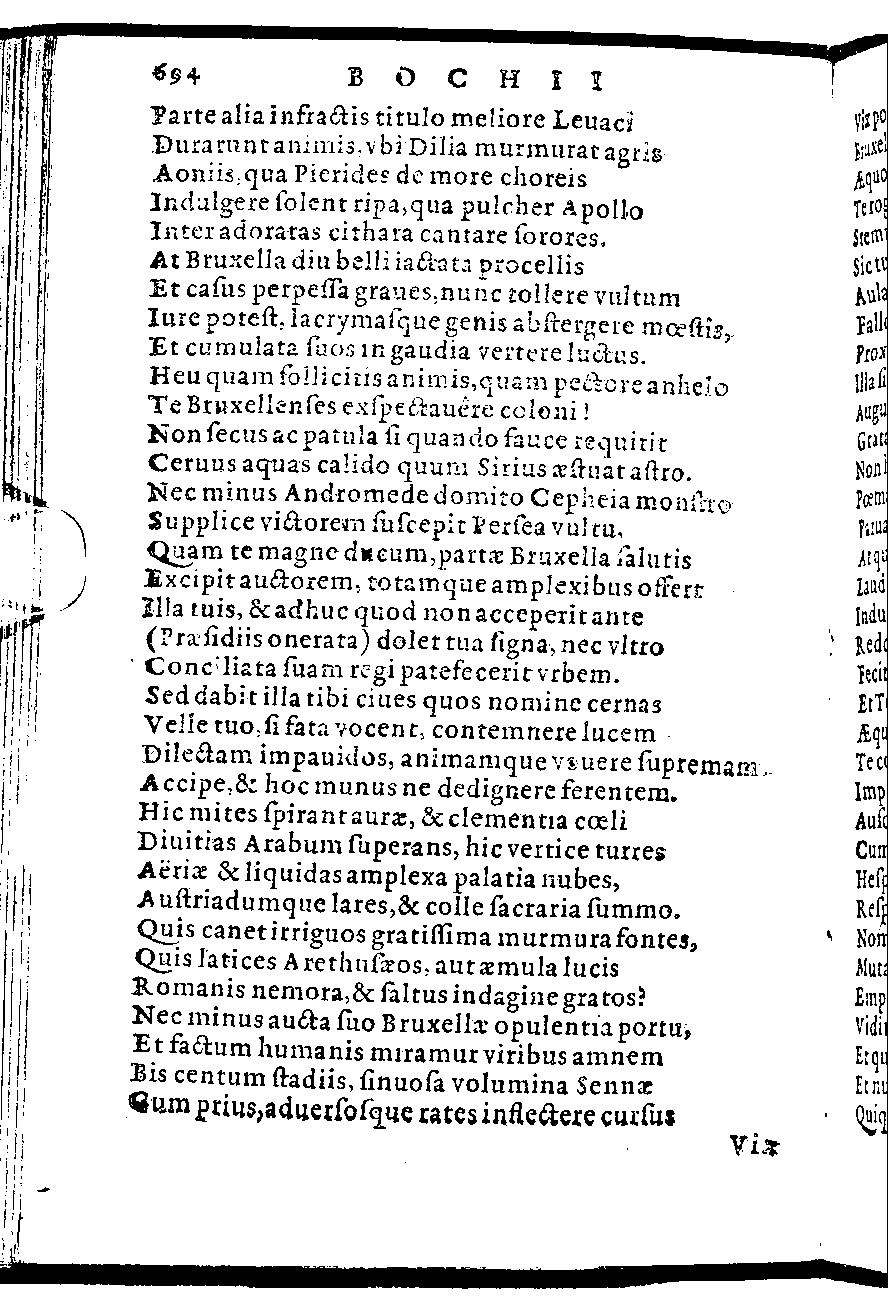 694 B O C H I I
Parte alia infractis titulo meliore Leuaci
Durarunt animis, vbi Dilia murmurat agris
Aoniis, qua Pierides de more choreis
Indulgere ſolent ripa, qua pulcher Apollo
Inter adoratas cithara cantare ſorores.
At Bruxella diu belli iactata procellis
Et caſus perpeſſa graues, nunc tollere vultum
Iure poteſt, lacrymaſque genis abſtergere mœſtis,
Et cumulata ſuos in gaudia vertere luctus.
Heu quam ſollicitis animis, quam pectore anhelo
Te Bruxellenſes exſpectauêre coloni!
Non ſecus ac patula ſi quando fauce requirit
Ceruus aquas calido quum Sirius æſtuat aſtro.
Nec minus Andromede domito Cepheia monſtro
Supplice victorem ſuſcepit Perſea vultu,
Quam te magne ducum, partæ Bruxella ſalutis
Excipit auctorem, totamque amplexibus offert
Illa tuis, & adhuc quod non acceperit ante
(Præſidiis onerata) dolet tua ſigna, nec vltro
Conciliata ſuam regi patefecerit vrbem.
Sed dabit illa tibi ciues quos nomine cernas
Velle tuo, ſi fata vocent, contemnere lucem
Dilectam impauidos, animamque vouere ſupremam.
Accipe, & hoc munus ne dedignere ferentem.
Hic mites ſpirant auræ, & clementia cœli
Diuitias Arabum ſuperans, hic vertice turres
Aëriæ & liquidas amplexa palatia nubes,
Auſtriadumque lares, & colle ſacraria ſummo.
Quis canet irriguos gratiſſima murmura fontes,
Quis latices Arethuſæos, aut æmula lucis
Romanis nemora, & ſaltus indagine gratos?
Nec minus aucta ſuo Bruxellæ opulentia portu,
Et factum humanis miramur viribus amnem
Bis centum ſtadiis, ſinuoſa volumina Sennæ
Cum prius, aduerſoſque rates inflectere curſus
Vix